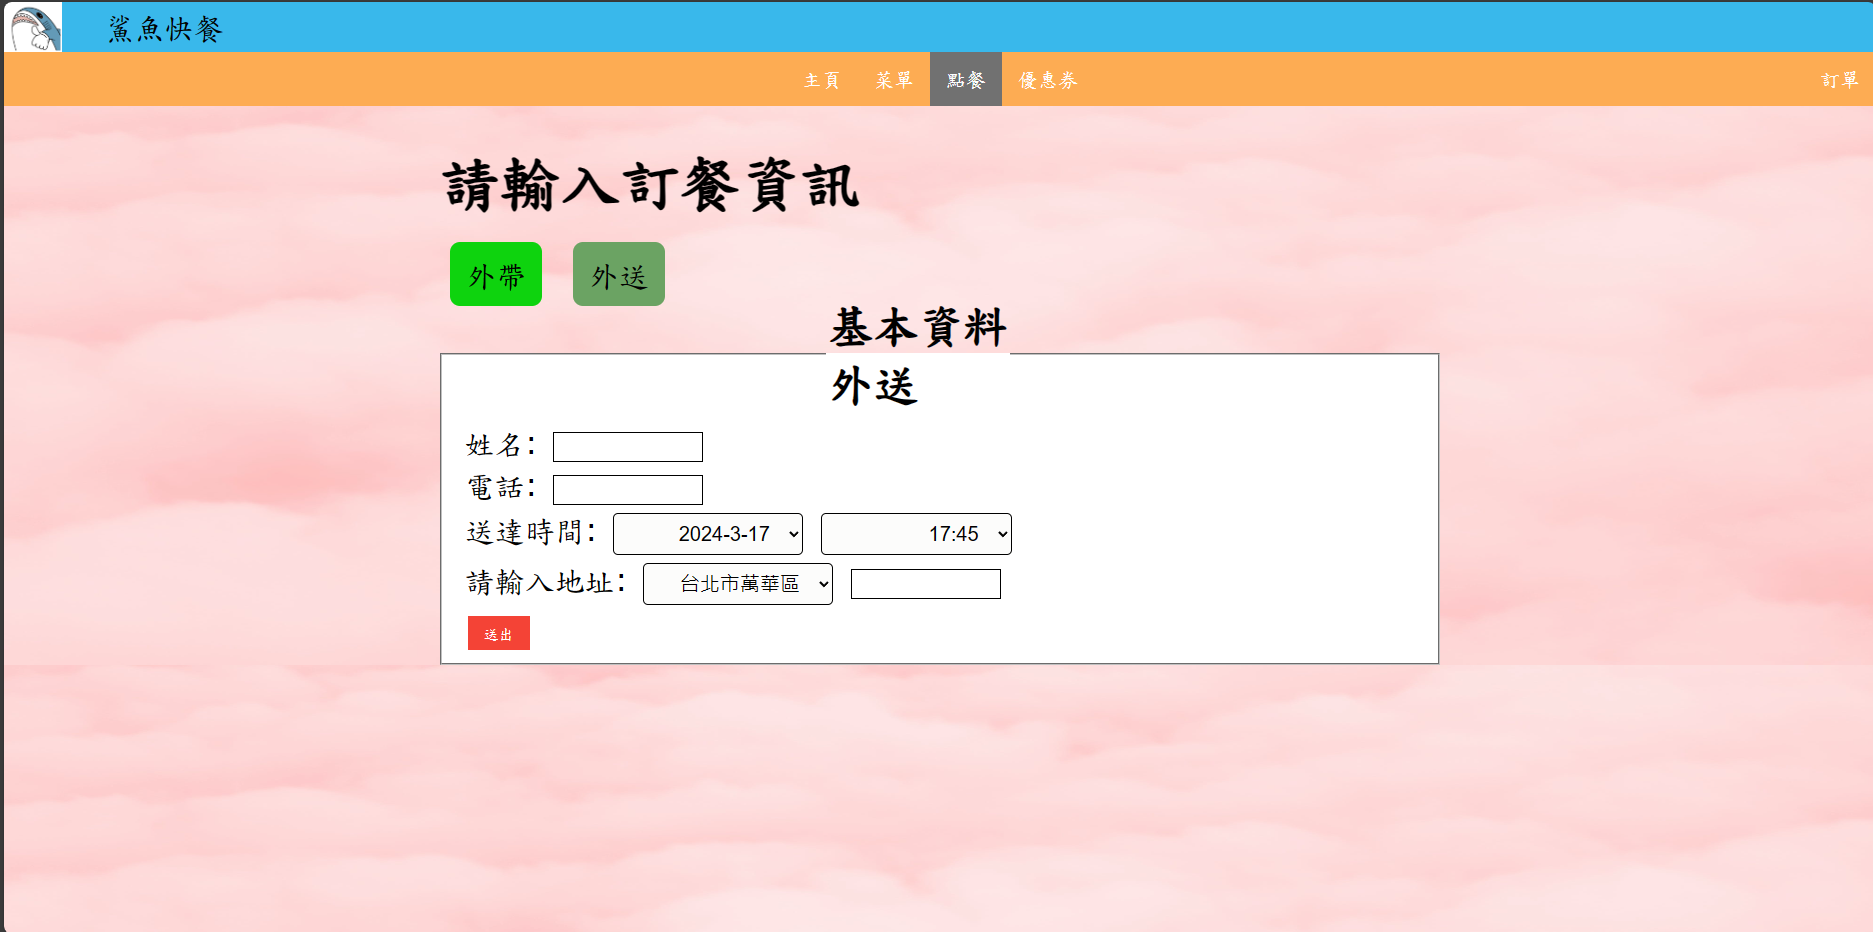 鯊魚快餐
主頁 菜單 點餐 優惠券 訂單
請輸入訂餐資訊
外帶 外送
基本資料
外送
姓名：
電話：
送達時間： 2024-3-17 17:45
請輸入地址： 台北市萬華區
送出